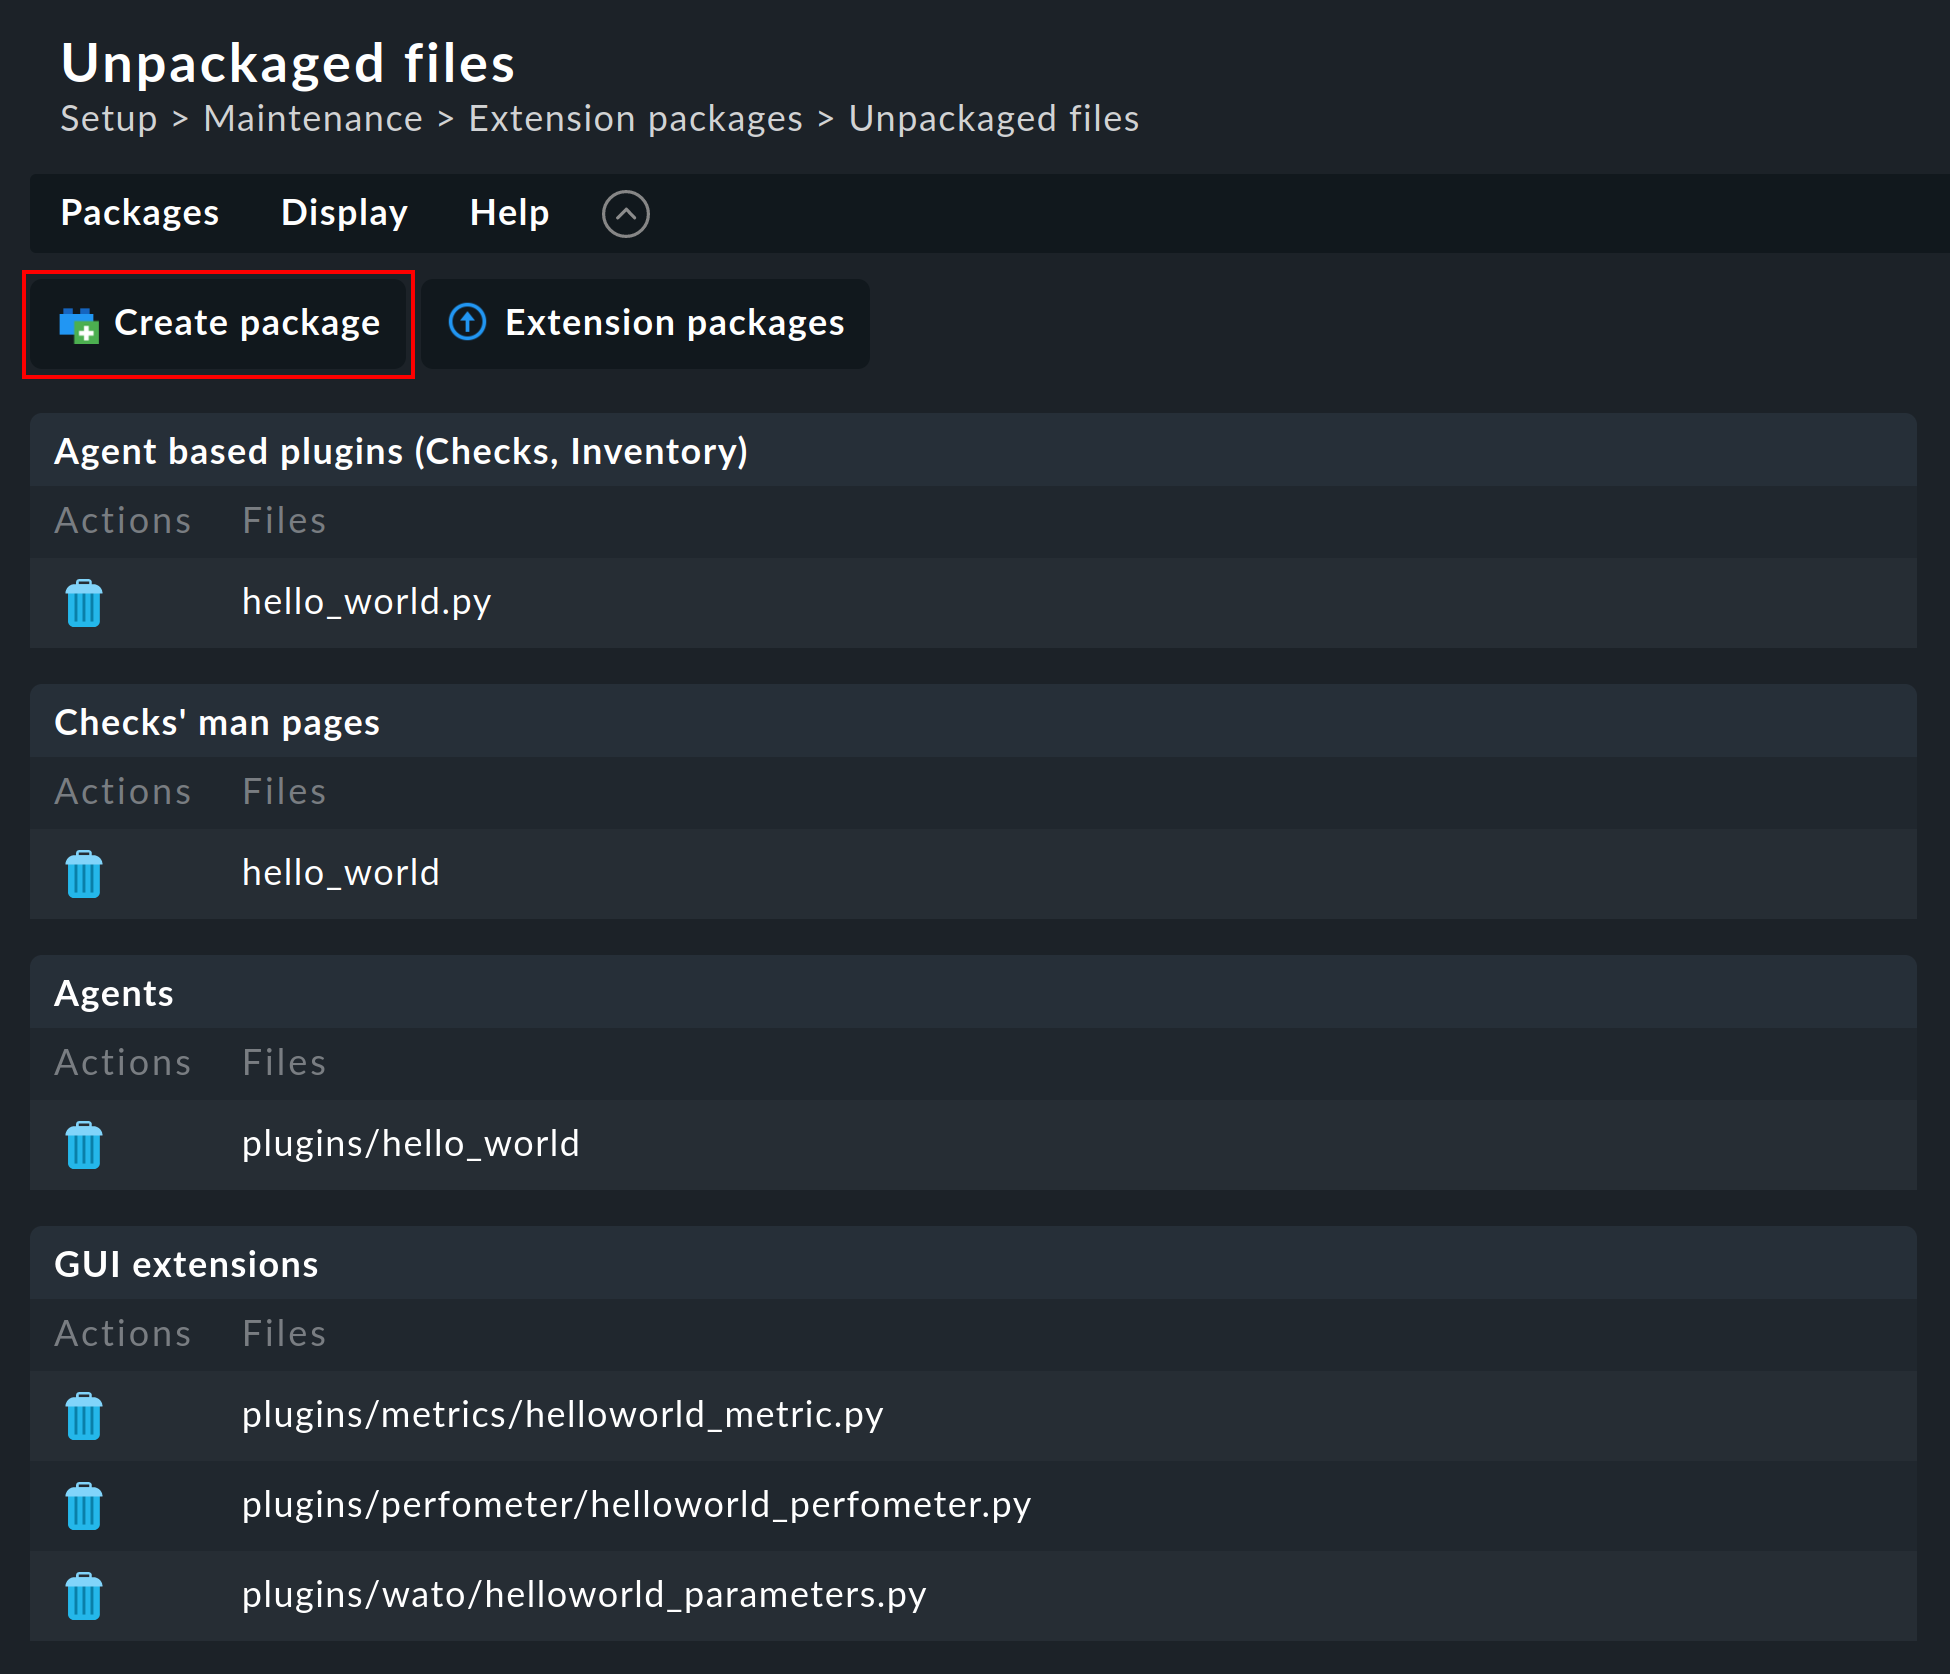 Unpackaged files
Setup > Maintenance > Extension packages > Unpackaged files
Packages Display Help
Create package Extension packages
Agent based plugins (Checks, Inventory)
Actions Files
hello_world.py
Checks' man pages
Actions Files
hello_world
Agents
Actions Files
plugins/hello_world
GUI extensions
Actions Files
plugins/metrics/helloworld_metric.py
plugins/perfometer/helloworld_perfometer.py
plugins/wato/helloworld_parameters.py